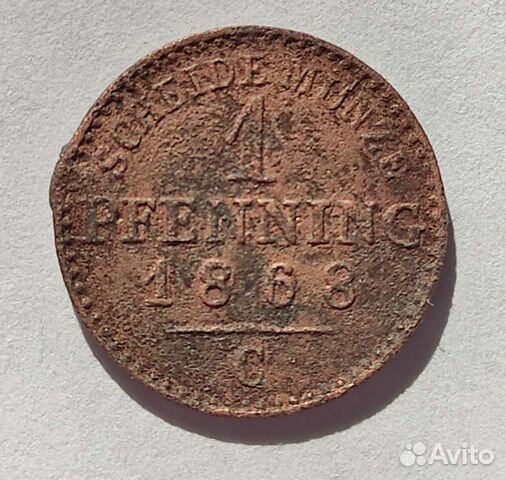 SCHEIDE MÜNZE
1
PFENNING
1868
C
Avito